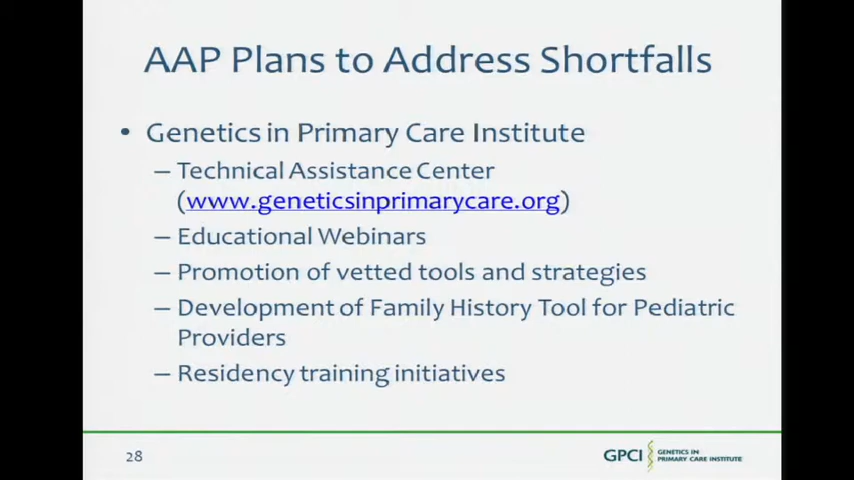 AAP Plans to Address Shortfalls
• Genetics in Primary Care Institute
– Technical Assistance Center
(www.geneticsinprimarycare.org)
– Educational Webinars
– Promotion of vetted tools and strategies
– Development of Family History Tool for Pediatric
Providers
– Residency training initiatives
28
GPCI
GENETICS IN
PRIMARY CARE INSTITUTE